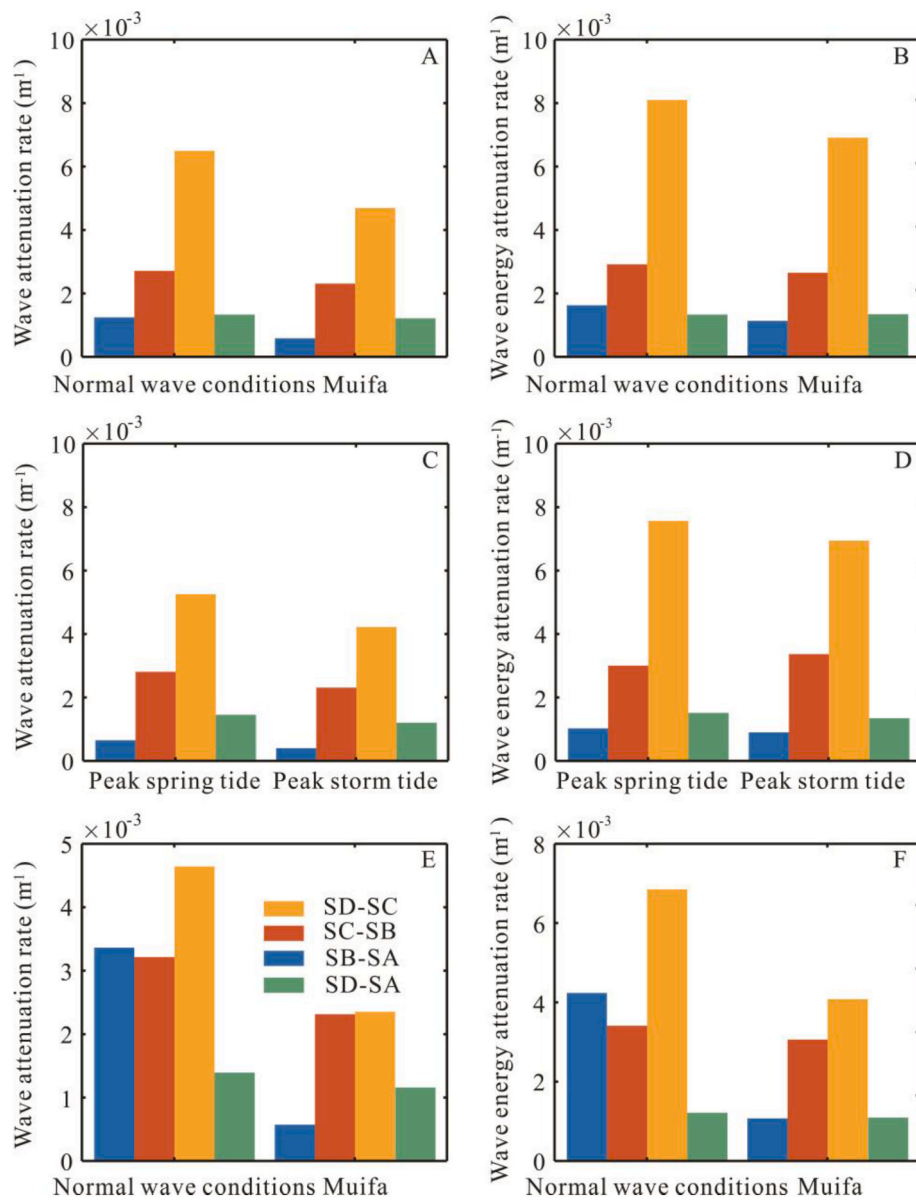 ×10⁻³
A
Wave attenuation rate (m⁻¹)
10
8
6
4
2
0
Normal wave conditions Muifa
×10⁻³
B
Wave energy attenuation rate (m¹)
10
8
6
4
2
0
Normal wave conditions Muifa
×10⁻³
C
Wave attenuation rate (m⁻¹)
10
8
6
4
2
0
Peak spring tide Peak storm tide
×10⁻³
D
Wave energy attenuation rate (m⁻¹)
10
8
6
4
2
0
Peak spring tide Peak storm tide
×10⁻³
E
Wave attenuation rate (m¹)
5
4
3
2
1
0
SD-SC
SC-SB
SB-SA
SD-SA
Normal wave conditions Muifa
×10⁻³
F
Wave energy attenuation rate (m¹)
8
6
4
2
0
Normal wave conditions Muifa